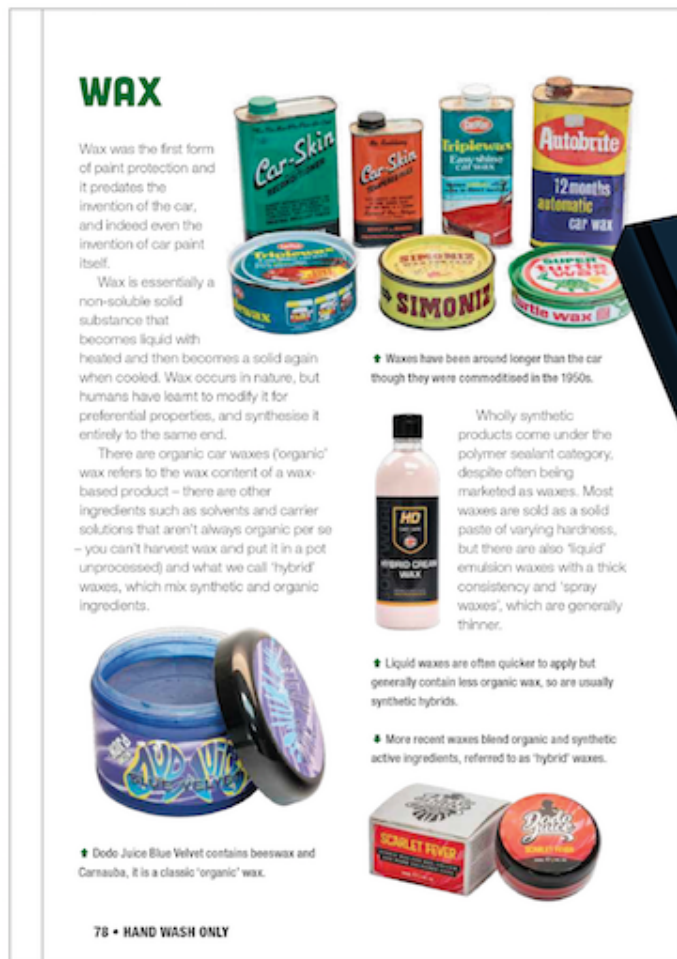 WAX
Wax was the first form
of paint protection and
it predates the
invention of the car,
and indeed even the
invention of car paint
itself.
Wax is essentially a
non-soluble solid
substance that
becomes liquid with
heated and then becomes a solid again
when cooled. Wax occurs in nature, but
humans have learnt to modify it for
preferential properties, and synthesise it
entirely to the same end.
There are organic car waxes ('organic'
wax refers to the wax content of a wax-
based product – there are other
ingredients such as solvents and carrier
solutions that aren't always organic per se
– you can't harvest wax and put it in a pot
unprocessed) and what we call 'hybrid'
waxes, which mix synthetic and organic
ingredients.
Car-Skin
Car-Skin
Triplewax
Easy-shine
car wax
Autobrite
12 months
automatic
car wax
Triplewax
SIMONIZ
SIMONIZ
SUPER
turtle
wax
turtle wax
Waxes have been around longer than the car
though they were commoditised in the 1950s.
HD
HYBRID CREAM
WAX
Wholly synthetic
products come under the
polymer sealant category,
despite often being
marketed as waxes. Most
waxes are sold as a solid
paste of varying hardness,
but there are also 'liquid'
emulsion waxes with a thick
consistency and 'spray
waxes', which are generally
thinner.
Liquid waxes are often quicker to apply but
generally contain less organic wax, so are usually
synthetic hybrids.
More recent waxes blend organic and synthetic
active ingredients, referred to as 'hybrid' waxes.
BLUE VELVET
SCARLET FEVER
Dodo
Juice
SCARLET FEVER
Dodo Juice Blue Velvet contains beeswax and
Carnauba, it is a classic 'organic' wax.
78 • HAND WASH ONLY